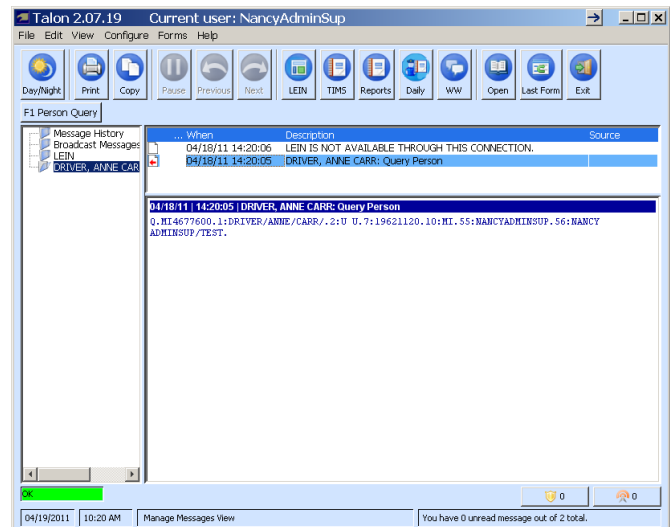 Talon 2.07.19 Current user: NancyAdminSup
File Edit View Configure Forms Help
Day/Night Print Copy Pause Previous Next LEIN TIMS Reports Daily WW Open Last Form Exit
F1 Person Query
Message History
Broadcast Messages
LEIN
DRIVER, ANNE CAR
... When Description Source
04/18/11 14:20:06 LEIN IS NOT AVAILABLE THROUGH THIS CONNECTION.
04/18/11 14:20:05 DRIVER, ANNE CARR: Query Person
04/18/11 | 14:20:05 | DRIVER, ANNE CARR: Query Person
Q.MI4677600.1:DRIVER/ANNE/CARR/.2:U U.7:19621120.10:MI.55:NANCYADMINSUP.56:NANCY
ADMINSUP/TEST.
OK
0 0
04/19/2011 10:20 AM Manage Messages View You have 0 unread message out of 2 total.